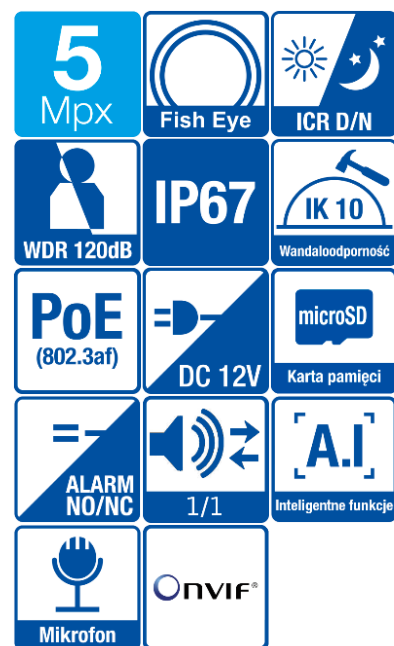 5
Mpx
Fish Eye
ICR D/N
WDR 120dB
IP67
IK 10
Wandaloodporność
PoE
(802.3af)
DC 12V
microSD
Karta pamięci
ALARM
NO/NC
1/1
[A.I]
Inteligentne funkcje
Mikrofon
ONVIF®